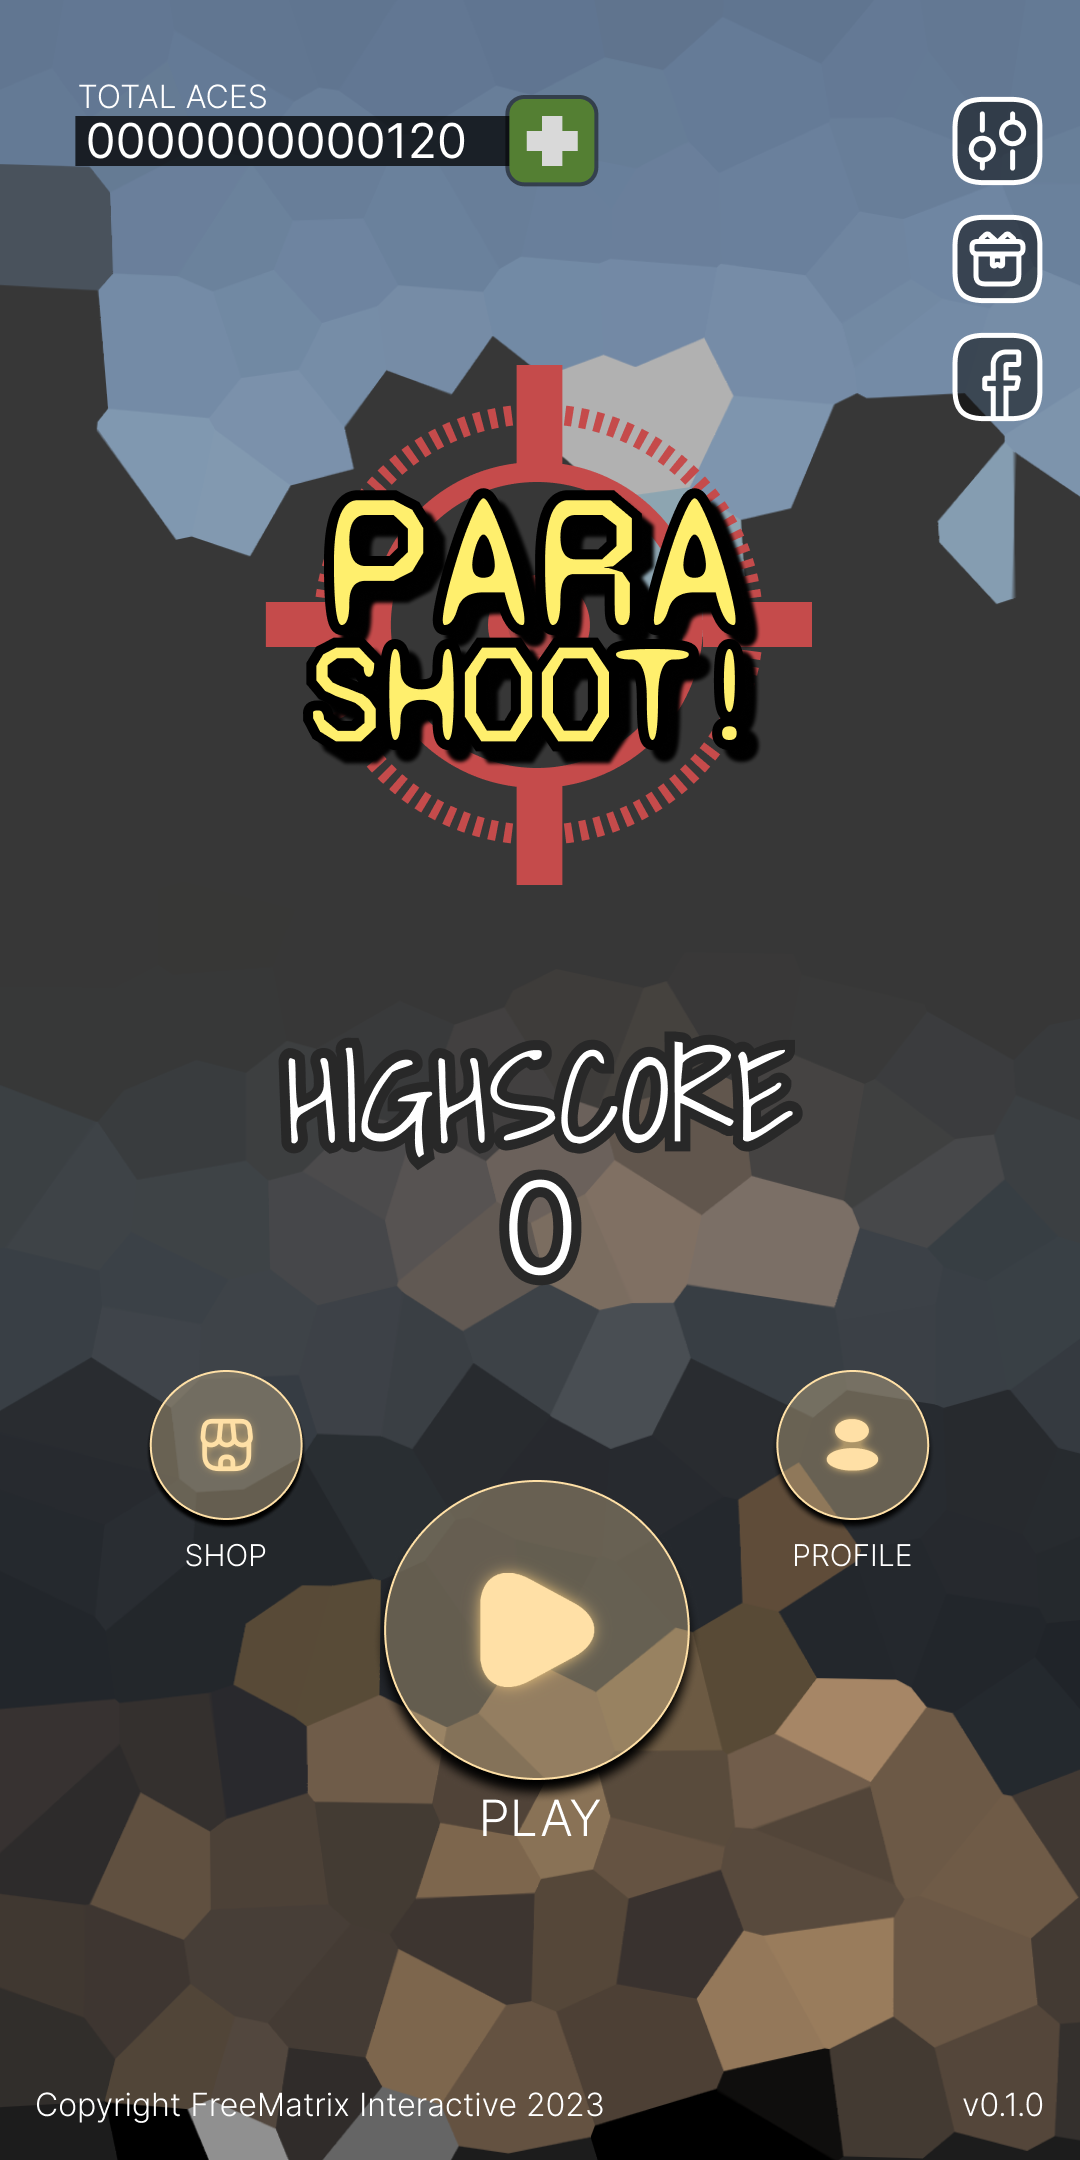 TOTAL ACES
0000000000120
PARA
SHOOT!
HIGHSCORE
0
SHOP
PROFILE
PLAY
Copyright FreeMatrix Interactive 2023
v0.1.0